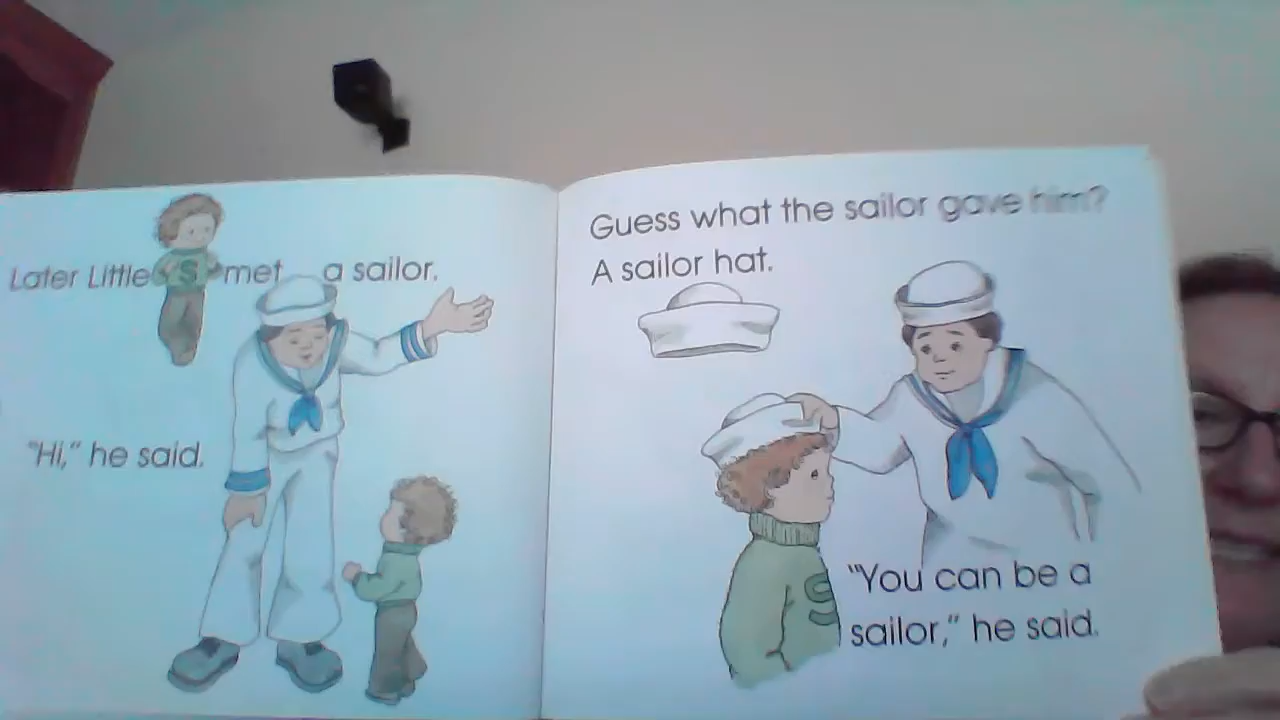 Later Little S met a sailor.
"Hi," he said.
Guess what the sailor gave him?
A sailor hat.
S
"You can be a
sailor," he said.